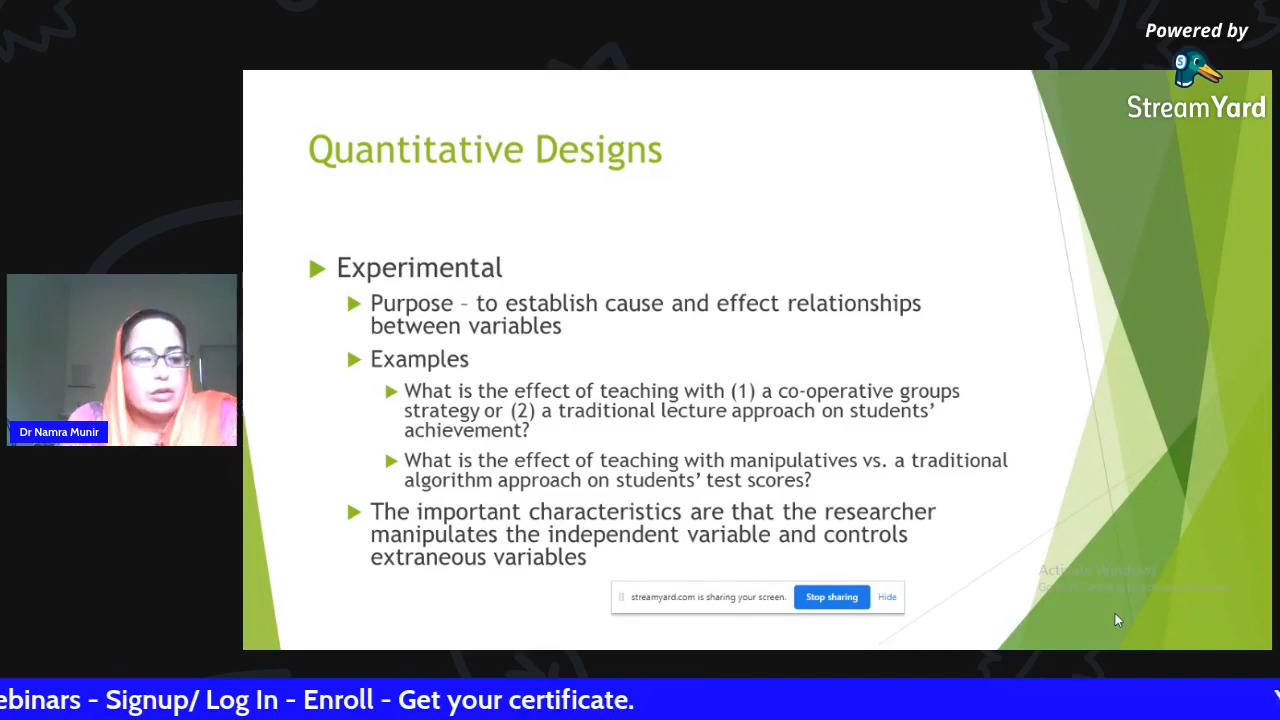 Powered by
StreamYard
Quantitative Designs
Experimental
Purpose – to establish cause and effect relationships
between variables
Examples
What is the effect of teaching with (1) a co-operative groups
strategy or (2) a traditional lecture approach on students'
achievement?
What is the effect of teaching with manipulatives vs. a traditional
algorithm approach on students' test scores?
The important characteristics are that the researcher
manipulates the independent variable and controls
extraneous variables
Dr Namra Munir
streamyard.com is sharing your screen. Stop sharing Hide
Activate Windows
ebinars - Signup/ Log In - Enroll - Get your certificate.